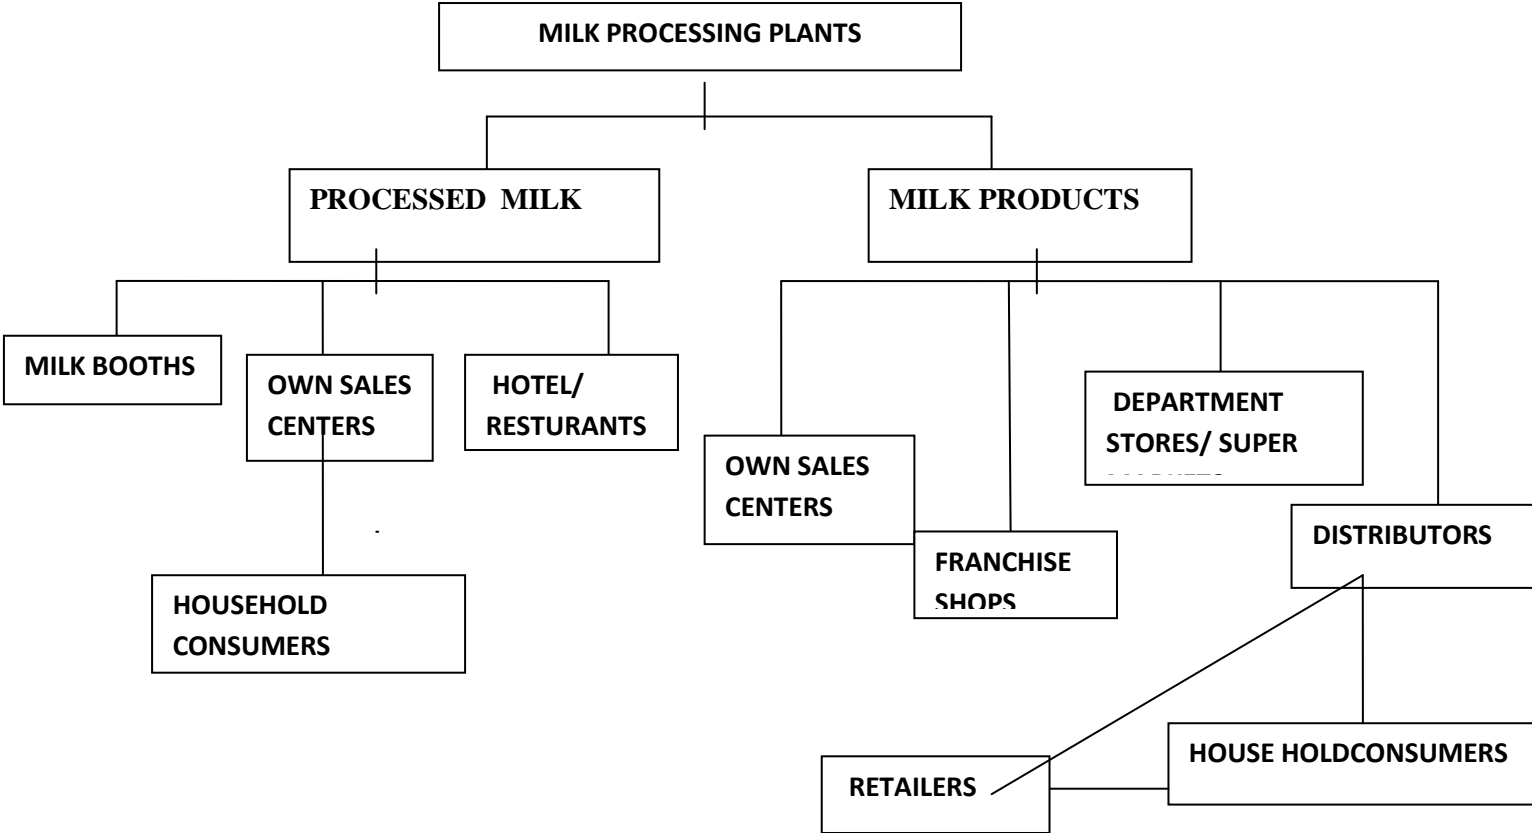 MILK PROCESSING PLANTS
PROCESSED MILK
MILK PRODUCTS
MILK BOOTHS
OWN SALES
CENTERS
HOTEL/
RESTURANTS
HOUSEHOLD
CONSUMERS
OWN SALES
CENTERS
FRANCHISE
SHOPS
DEPARTMENT
STORES/ SUPER
DISTRIBUTORS
RETAILERS
HOUSE HOLDCONSUMERS